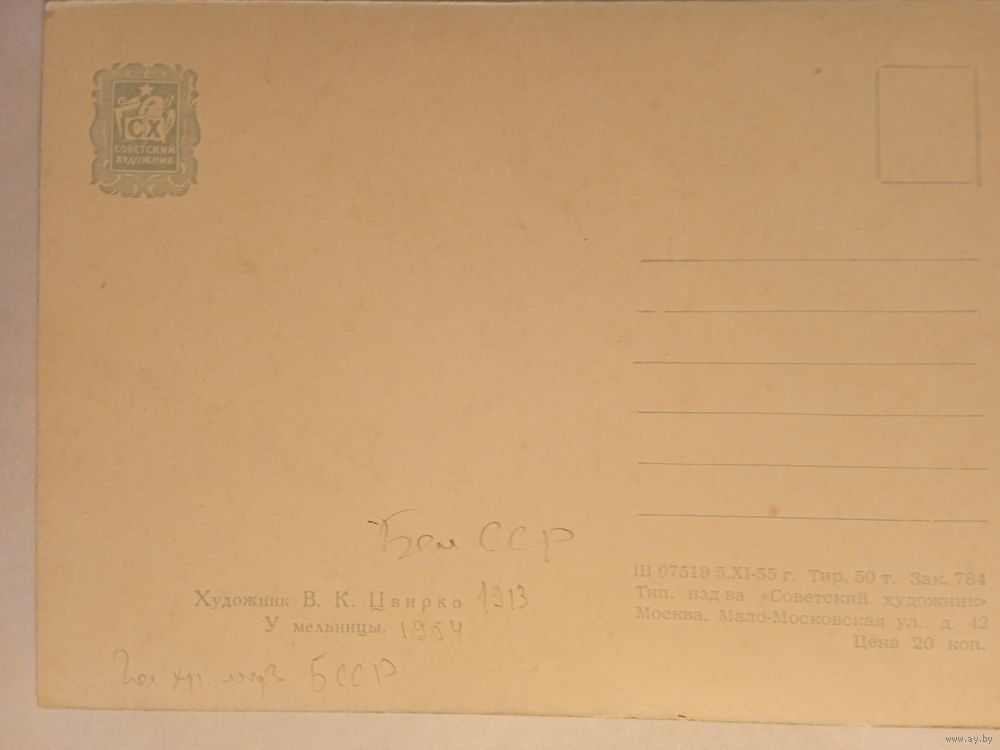 СХ
СОВЕТСКИЙ
ХУДОЖНИК
Бел ССР
Художник В. К. Цвирко 1913
У мельницы. 1954
муз БССР
Ш 07519 5.XI-55 г. Тир. 50 т. Зак. 784
Тип. изд-ва «Советский художник»
Москва, Мало-Московская ул., д. 42
Цена 20 коп.
www.ay.by